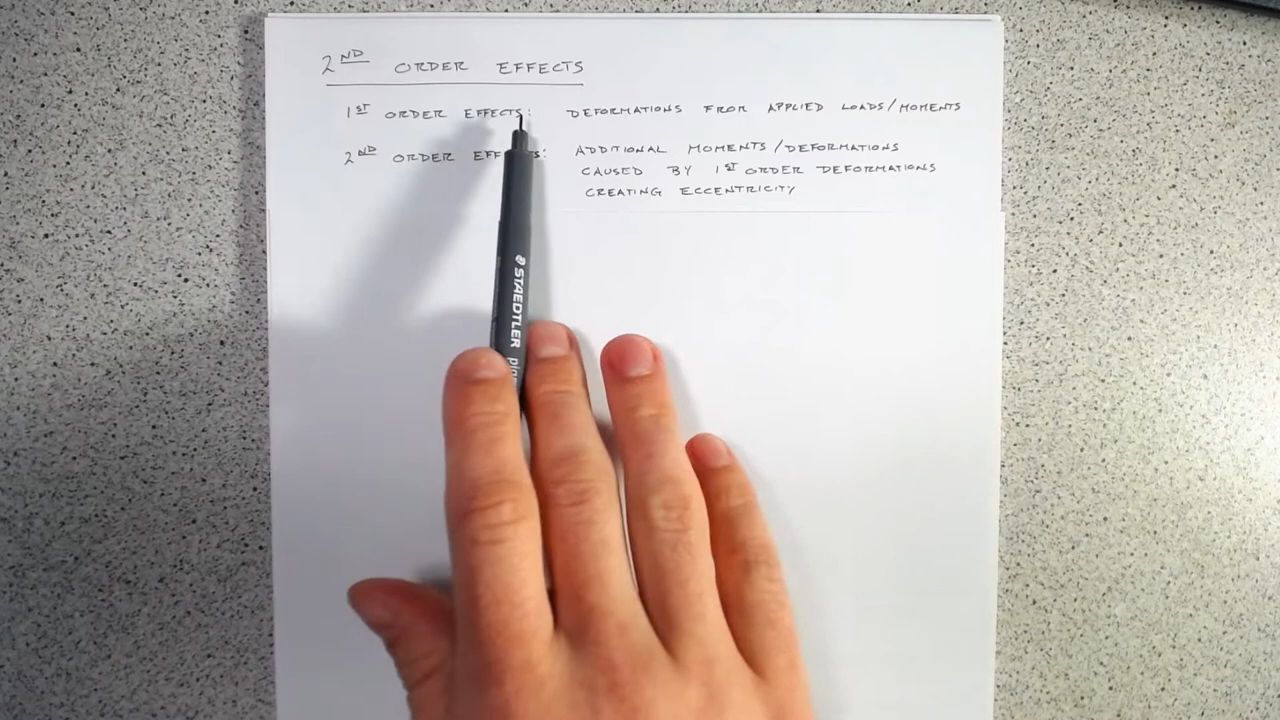 2ND ORDER EFFECTS
1ST ORDER EFFECTS: DEFORMATIONS FROM APPLIED LOADS/MOMENTS
2ND ORDER EFFECTS: ADDITIONAL MOMENTS/DEFORMATIONS
CAUSED BY 1ST ORDER DEFORMATIONS
CREATING ECCENTRICITY
STAEDTLER